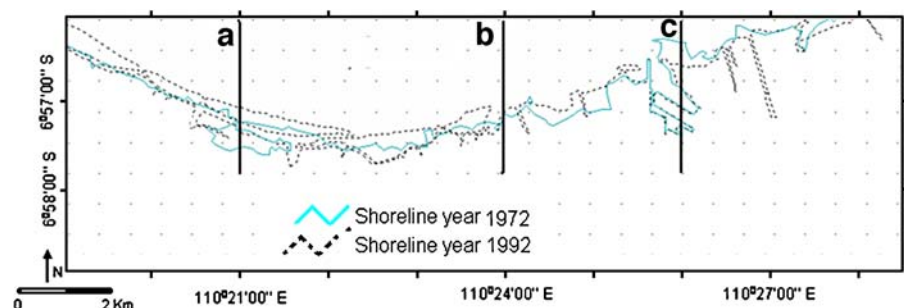 a
b
c
6°57'00" S
6°58'00" S
Shoreline year 1972
Shoreline year 1992
N
0 2 Km
110°21'00" E
110°24'00" E
110°27'00" E